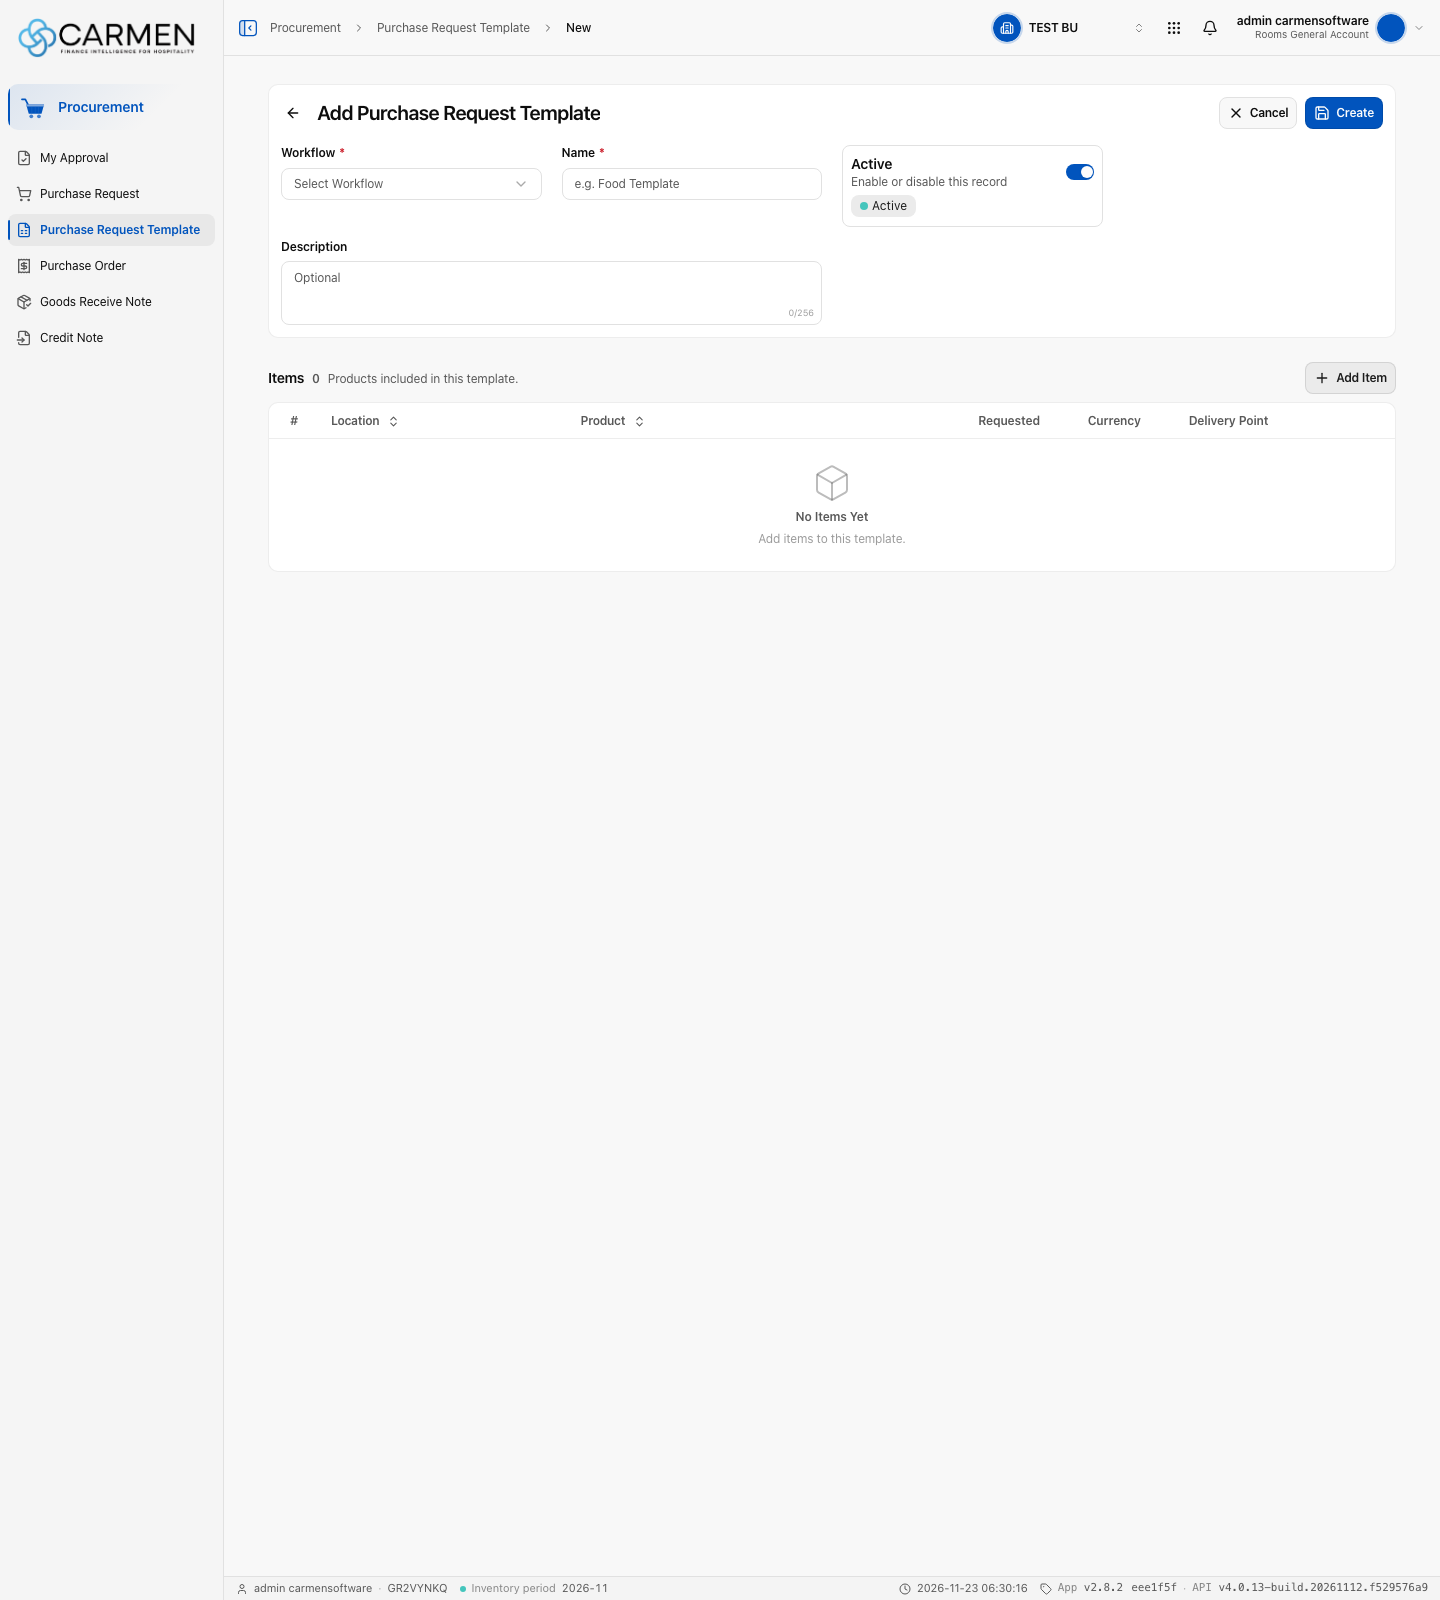 CARMEN
FINANCE INTELLIGENCE FOR HOSPITALITY
Procurement
My Approval
Purchase Request
Purchase Request Template
Purchase Order
Goods Receive Note
Credit Note
Procurement > Purchase Request Template > New
TEST BU
admin carmensoftware
Rooms General Account
Add Purchase Request Template
Cancel
Create
Workflow *
Select Workflow
Name *
e.g. Food Template
Active
Enable or disable this record
Active
Description
Optional
0/256
Items 0 Products included in this template.
Add Item
# Location Product Requested Currency Delivery Point
No Items Yet
Add items to this template.
admin carmensoftware · GR2VYNKQ Inventory period 2026-11
2026-11-23 06:30:16 App v2.8.2 eee1f5f · API v4.0.13-build.20261112.f529576a9